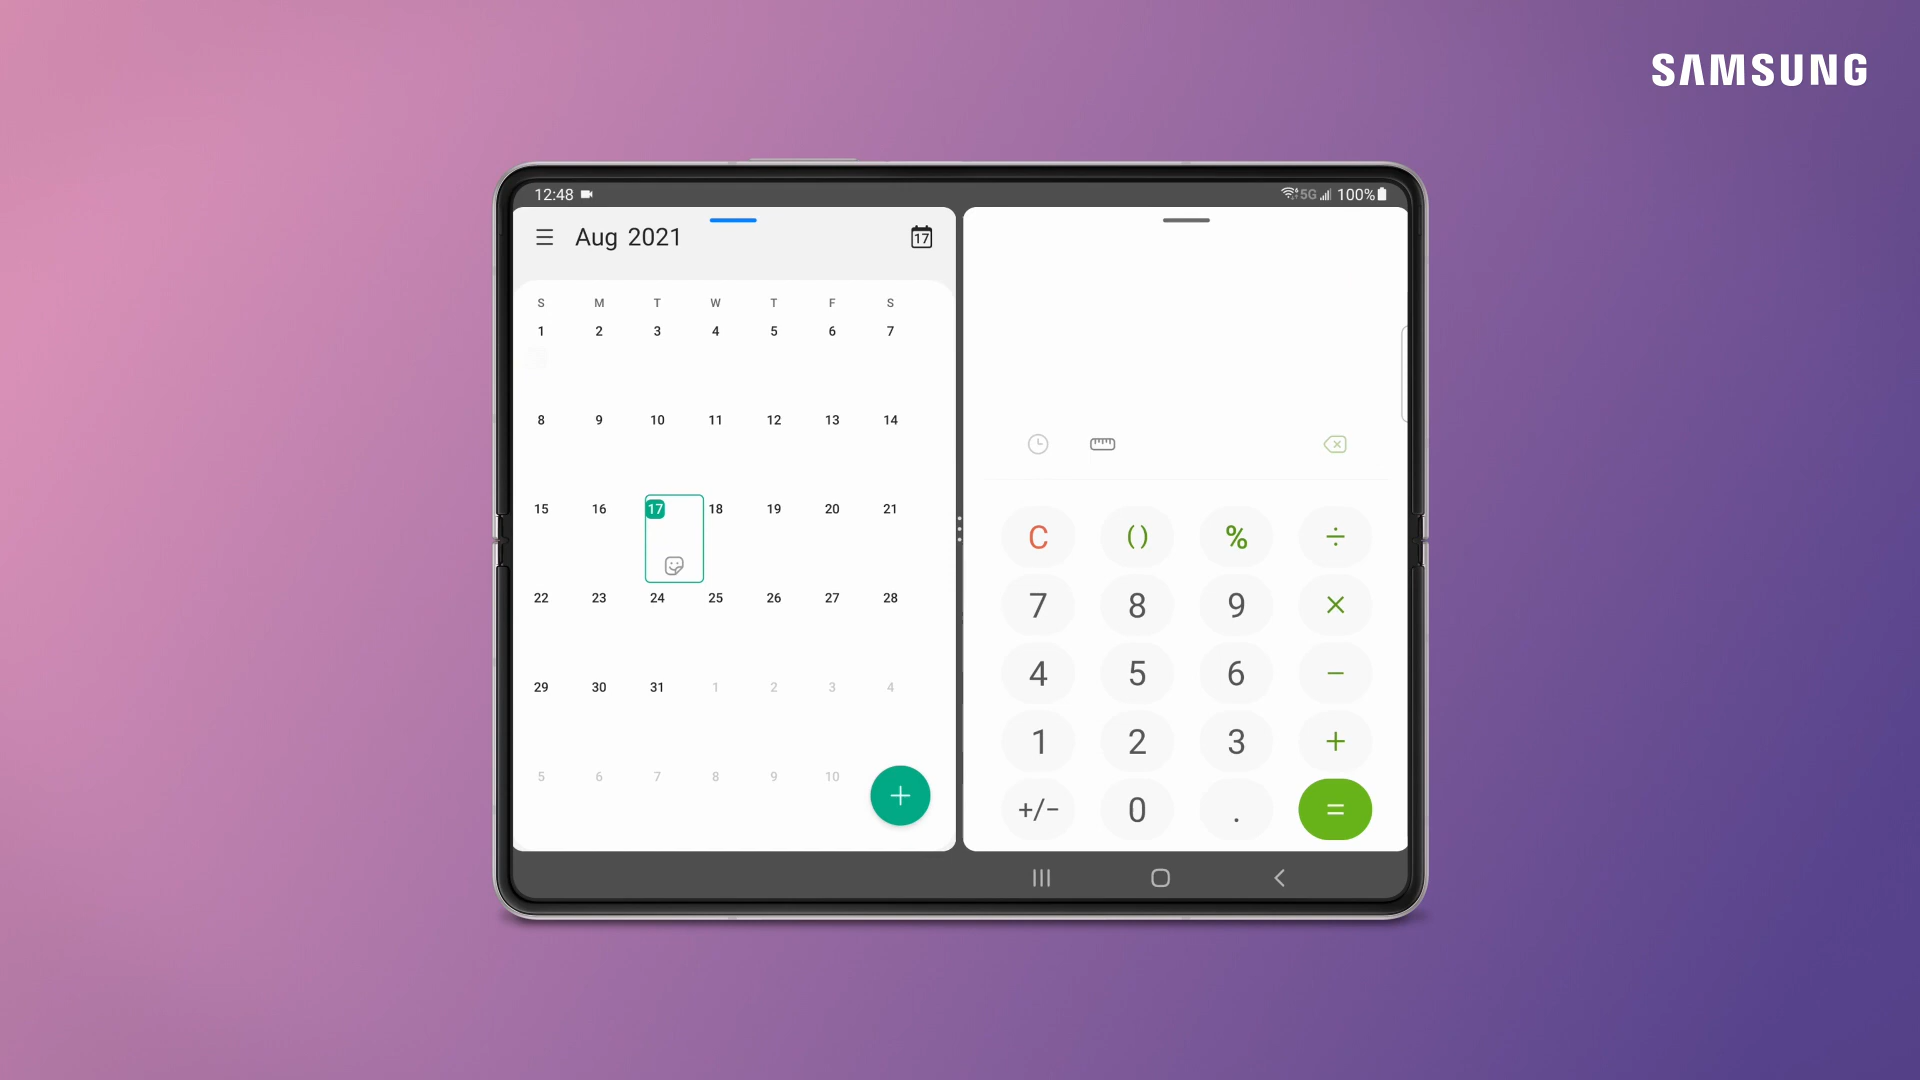 SAMSUNG
12:48
5G 100%
Aug 2021
17
S M T W T F S
1 2 3 4 5 6 7
8 9 10 11 12 13 14
15 16 17 18 19 20 21
22 23 24 25 26 27 28
29 30 31 1 2 3 4
5 6 7 8 9 10
+
C () % ÷
7 8 9 ×
4 5 6 −
1 2 3 +
+/− 0 . =